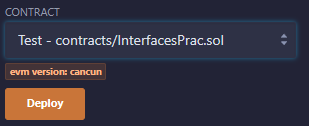 CONTRACT
Test - contracts/InterfacesPrac.sol
evm version: cancun
Deploy